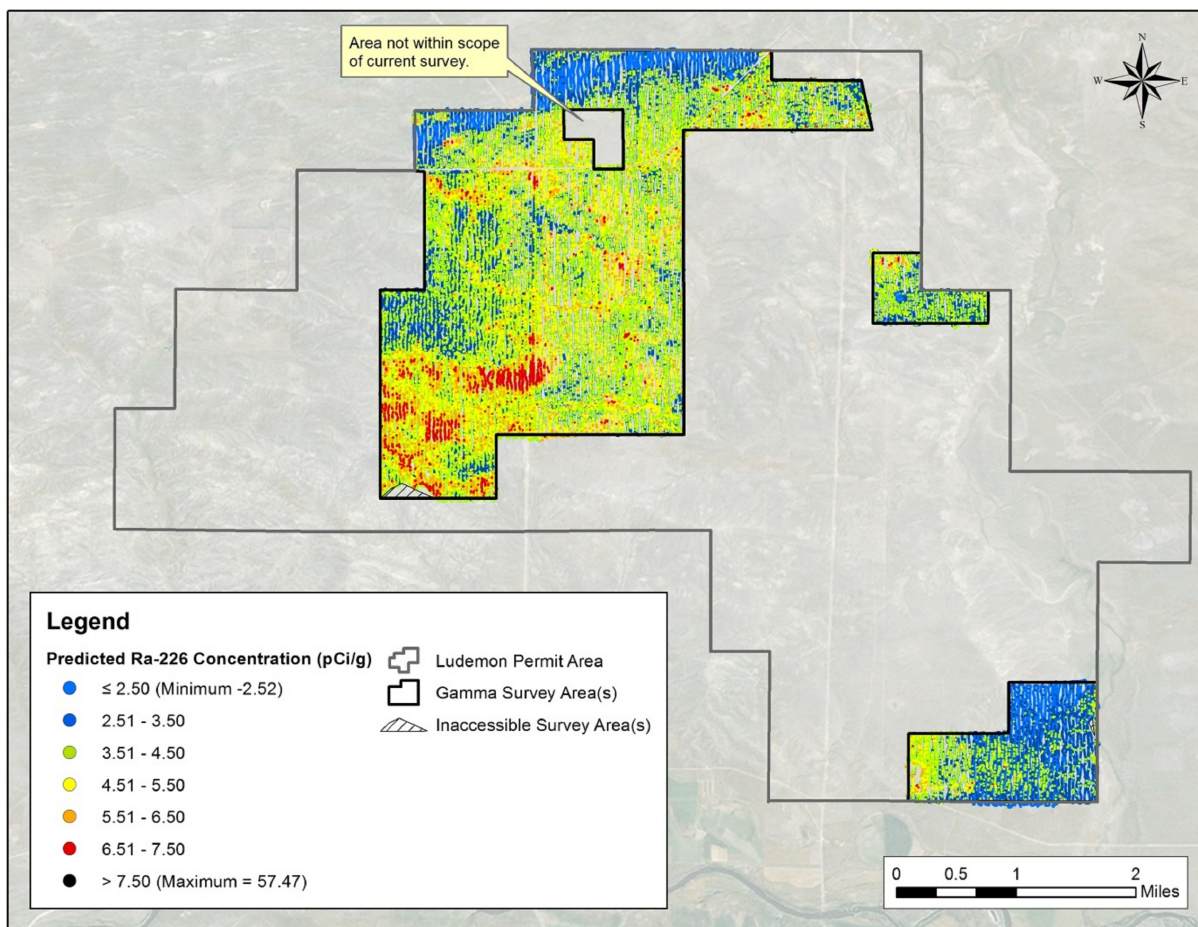 Area not within scope
of current survey.
N
W
E
S
Legend
Predicted Ra-226 Concentration (pCi/g)
≤ 2.50 (Minimum -2.52)
2.51 - 3.50
3.51 - 4.50
4.51 - 5.50
5.51 - 6.50
6.51 - 7.50
> 7.50 (Maximum = 57.47)
Ludemon Permit Area
Gamma Survey Area(s)
Inaccessible Survey Area(s)
0 0.5 1 2
Miles